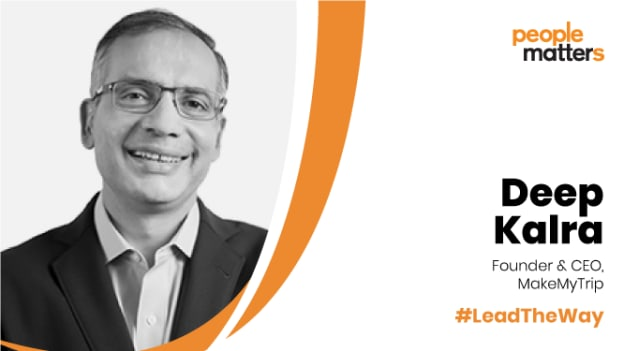 people
matters
Deep
Kalra
Founder & CEO,
MakeMyTrip
#LeadTheWay